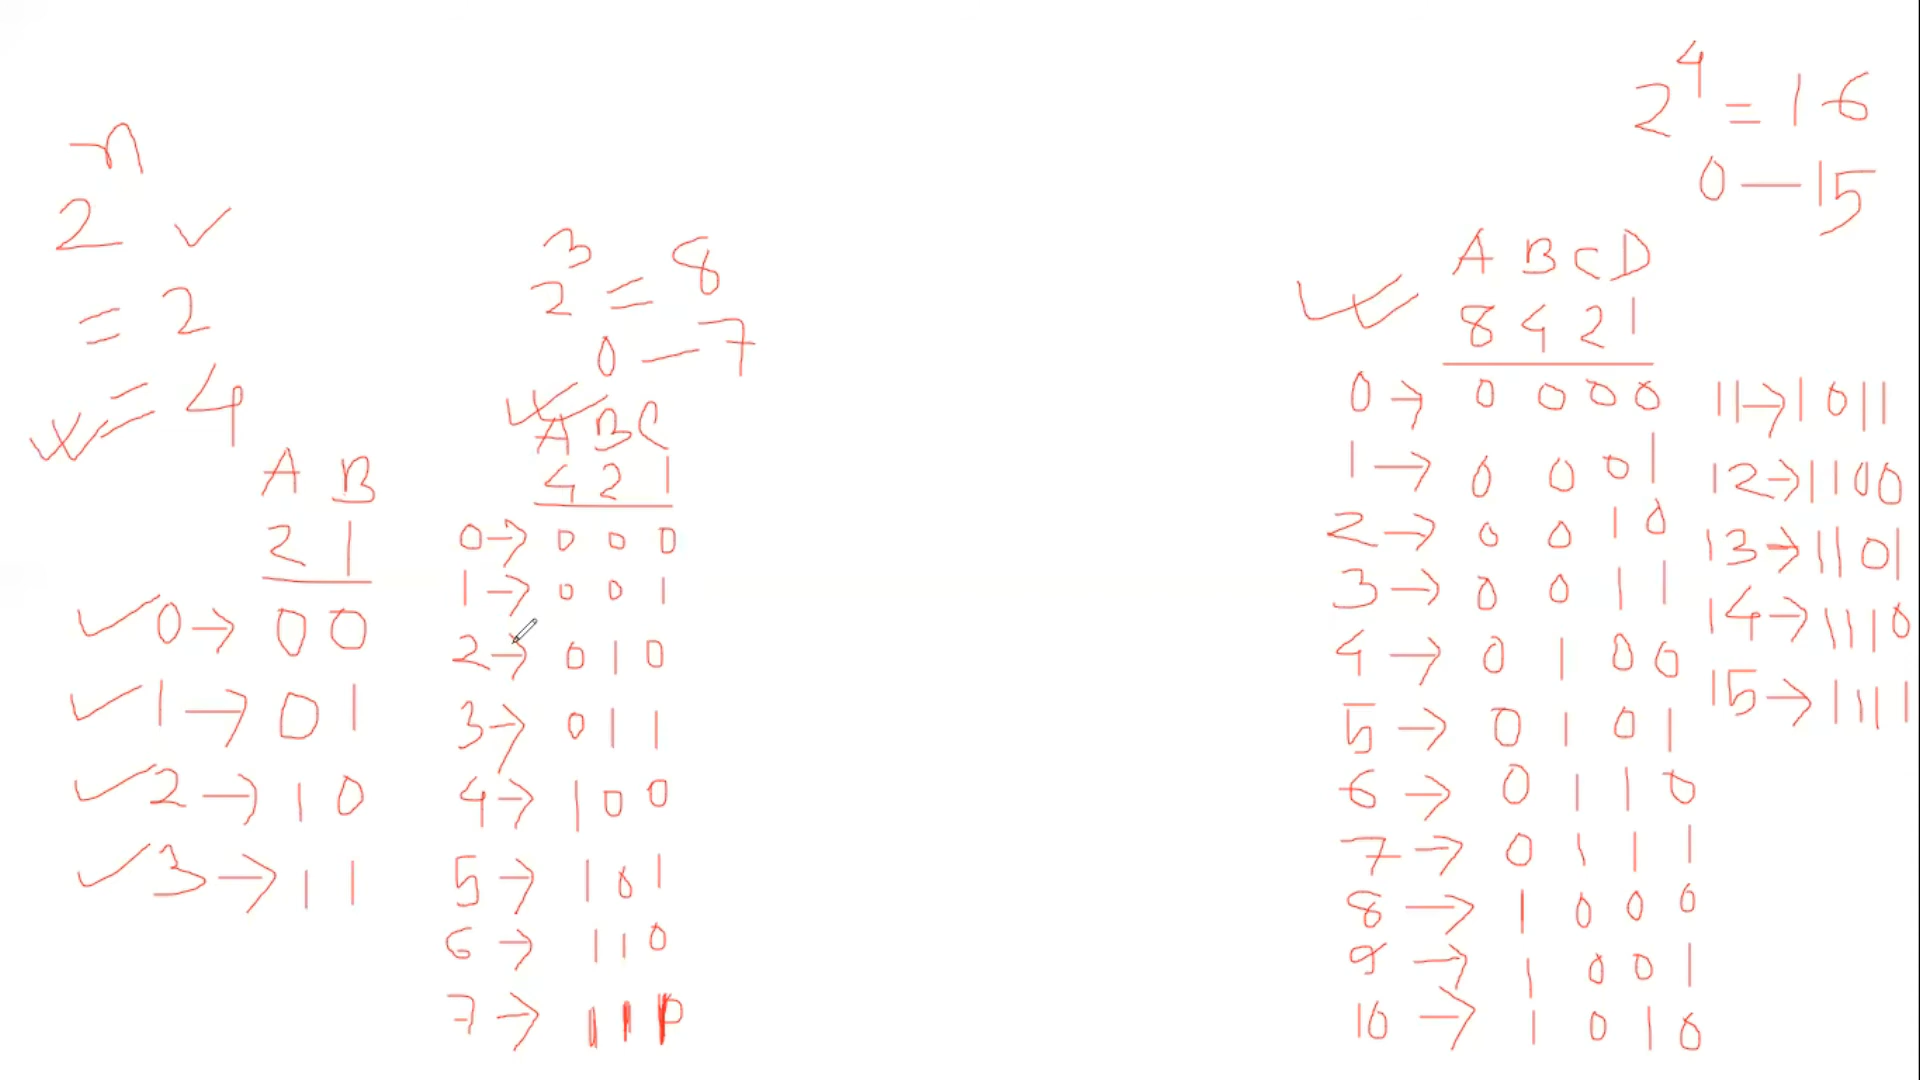 2^n ✓
= 2
= 4
A B
2 1
0 → 0 0
1 → 0 1
2 → 1 0
3 → 1 1
2^3 = 8
0 — 7
A B C
4 2 1
0 → 0 0 0
1 → 0 0 1
2 → 0 1 0
3 → 0 1 1
4 → 1 0 0
5 → 1 0 1
6 → 1 1 0
7 → 1 1
2^4 = 16
0 — 15
A B C D
8 4 2 1
0 → 0 0 0 0
1 → 0 0 0 1
2 → 0 0 1 0
3 → 0 0 1 1
4 → 0 1 0 0
5 → 0 1 0 1
6 → 0 1 1 0
7 → 0 1 1 1
8 → 1 0 0 0
9 → 1 0 0 1
10 → 1 0 1 0
11 → 1 0 1 1
12 → 1 1 0 0
13 → 1 1 0 1
14 → 1 1 1 0
15 → 1 1 1 1